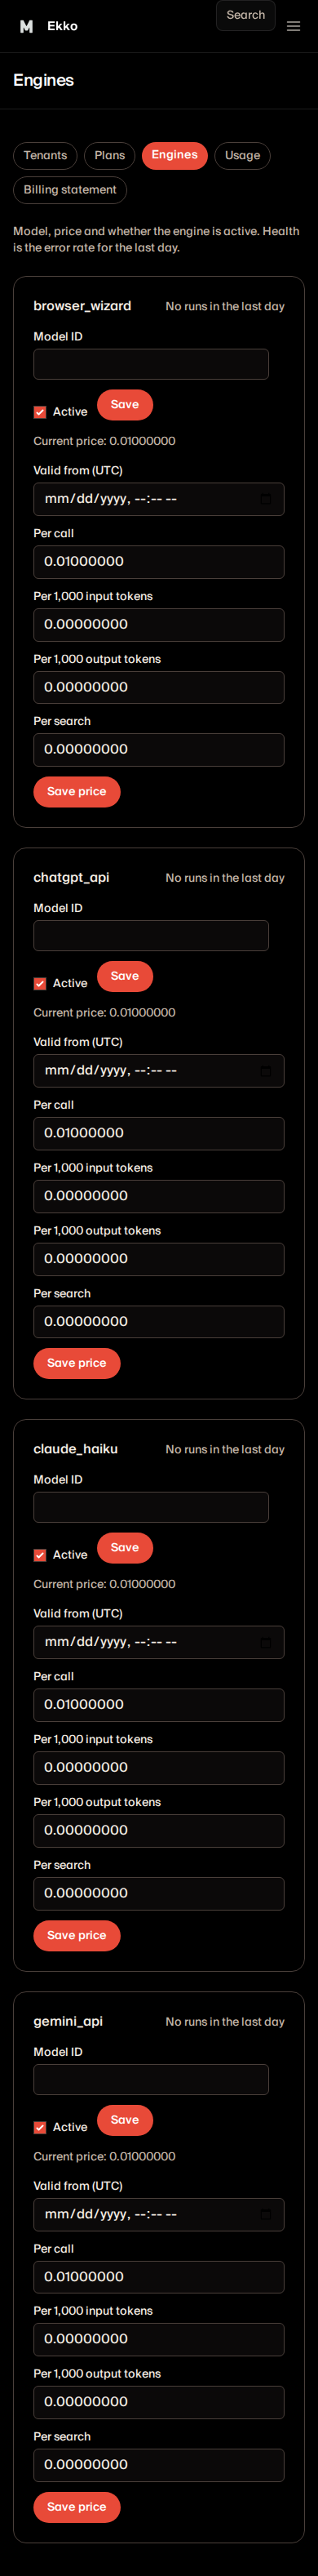 Search
Ekko
Engines
Tenants Plans Engines Usage
Billing statement
Model, price and whether the engine is active. Health
is the error rate for the last day.
browser_wizard No runs in the last day
Model ID
Active Save
Current price: 0.01000000
Valid from (UTC)
mm/dd/yyyy, --:-- --
Per call
0.01000000
Per 1,000 input tokens
0.00000000
Per 1,000 output tokens
0.00000000
Per search
0.00000000
Save price
chatgpt_api No runs in the last day
Model ID
Active Save
Current price: 0.01000000
Valid from (UTC)
mm/dd/yyyy, --:-- --
Per call
0.01000000
Per 1,000 input tokens
0.00000000
Per 1,000 output tokens
0.00000000
Per search
0.00000000
Save price
claude_haiku No runs in the last day
Model ID
Active Save
Current price: 0.01000000
Valid from (UTC)
mm/dd/yyyy, --:-- --
Per call
0.01000000
Per 1,000 input tokens
0.00000000
Per 1,000 output tokens
0.00000000
Per search
0.00000000
Save price
gemini_api No runs in the last day
Model ID
Active Save
Current price: 0.01000000
Valid from (UTC)
mm/dd/yyyy, --:-- --
Per call
0.01000000
Per 1,000 input tokens
0.00000000
Per 1,000 output tokens
0.00000000
Per search
0.00000000
Save price